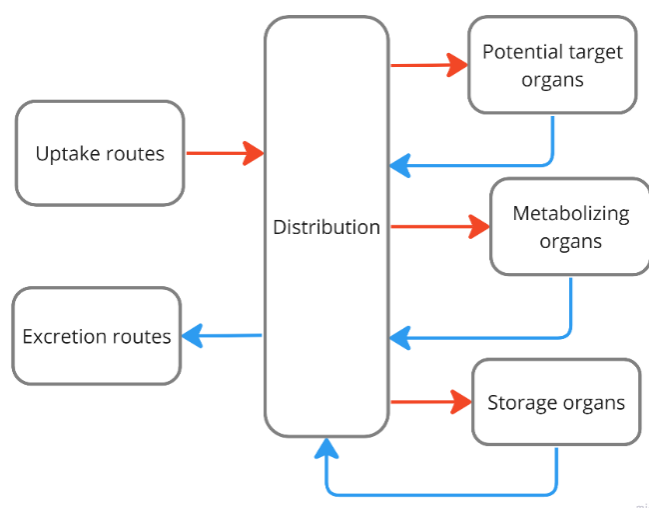 Potential target
organs
Uptake routes
Distribution
Metabolizing
organs
Excretion routes
Storage organs